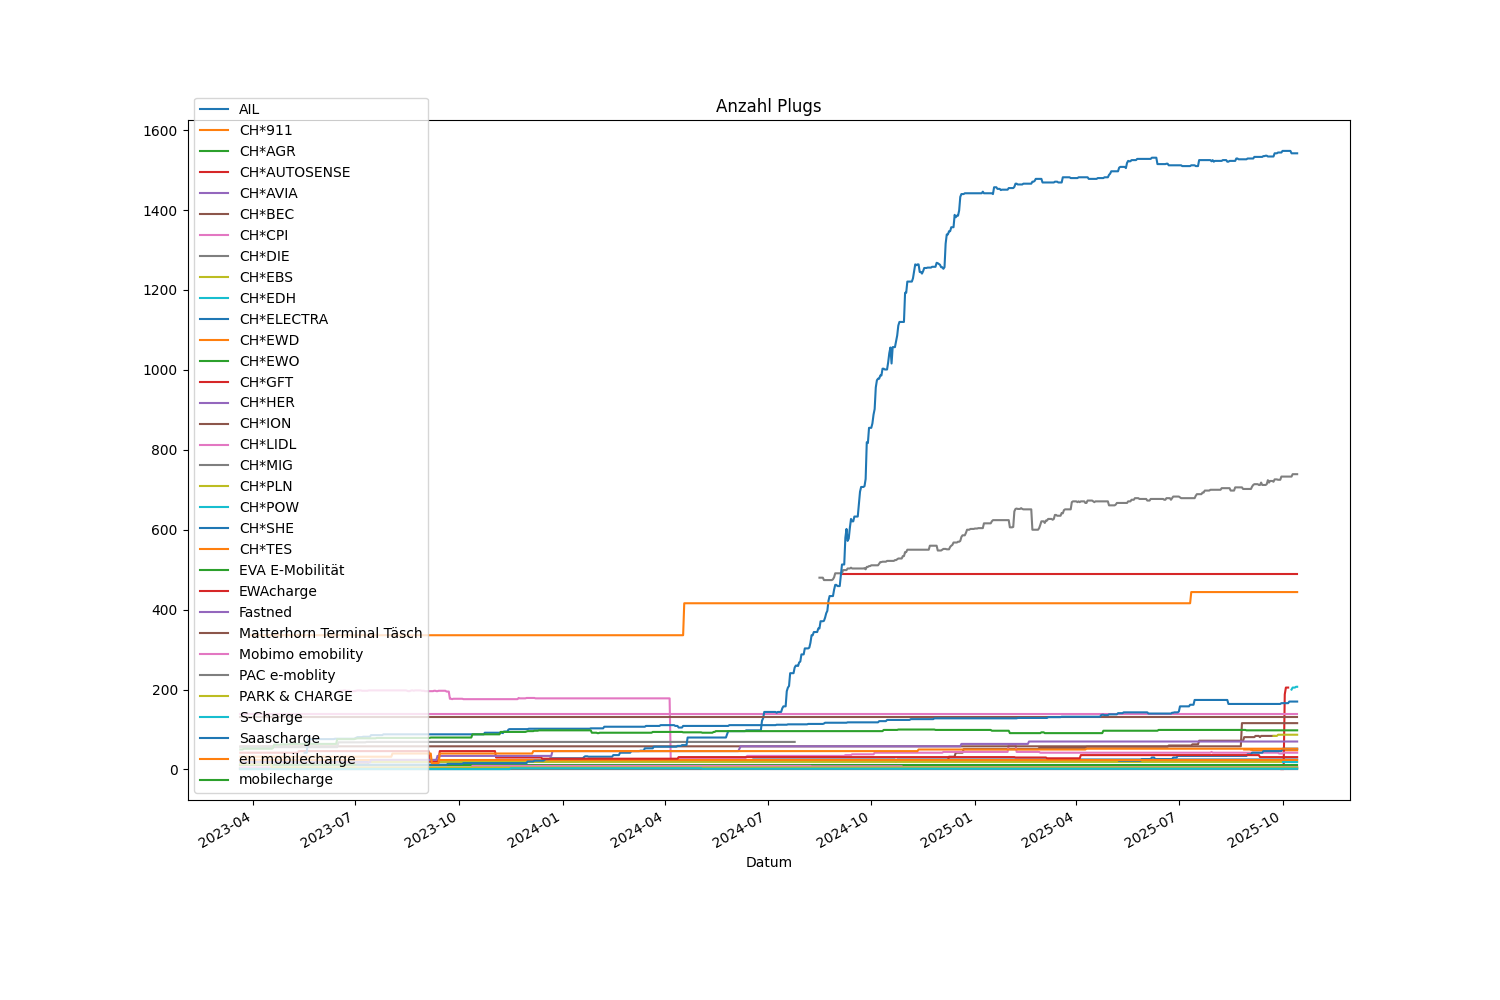 Anzahl Plugs
AIL
CH*911
CH*AGR
CH*AUTOSENSE
CH*AVIA
CH*BEC
CH*CPI
CH*DIE
CH*EBS
CH*EDH
CH*ELECTRA
CH*EWD
CH*EWO
CH*GFT
CH*HER
CH*ION
CH*LIDL
CH*MIG
CH*PLN
CH*POW
CH*SHE
CH*TES
EVA E-Mobilität
EWAcharge
Fastned
Matterhorn Terminal Täsch
Mobimo emobility
PAC e-moblity
PARK & CHARGE
S-Charge
Saascharge
en mobilecharge
mobilecharge
1600
1400
1200
1000
800
600
400
200
0
2023-04
2023-07
2023-10
2024-01
2024-04
2024-07
2024-10
2025-01
2025-04
2025-07
2025-10
Datum